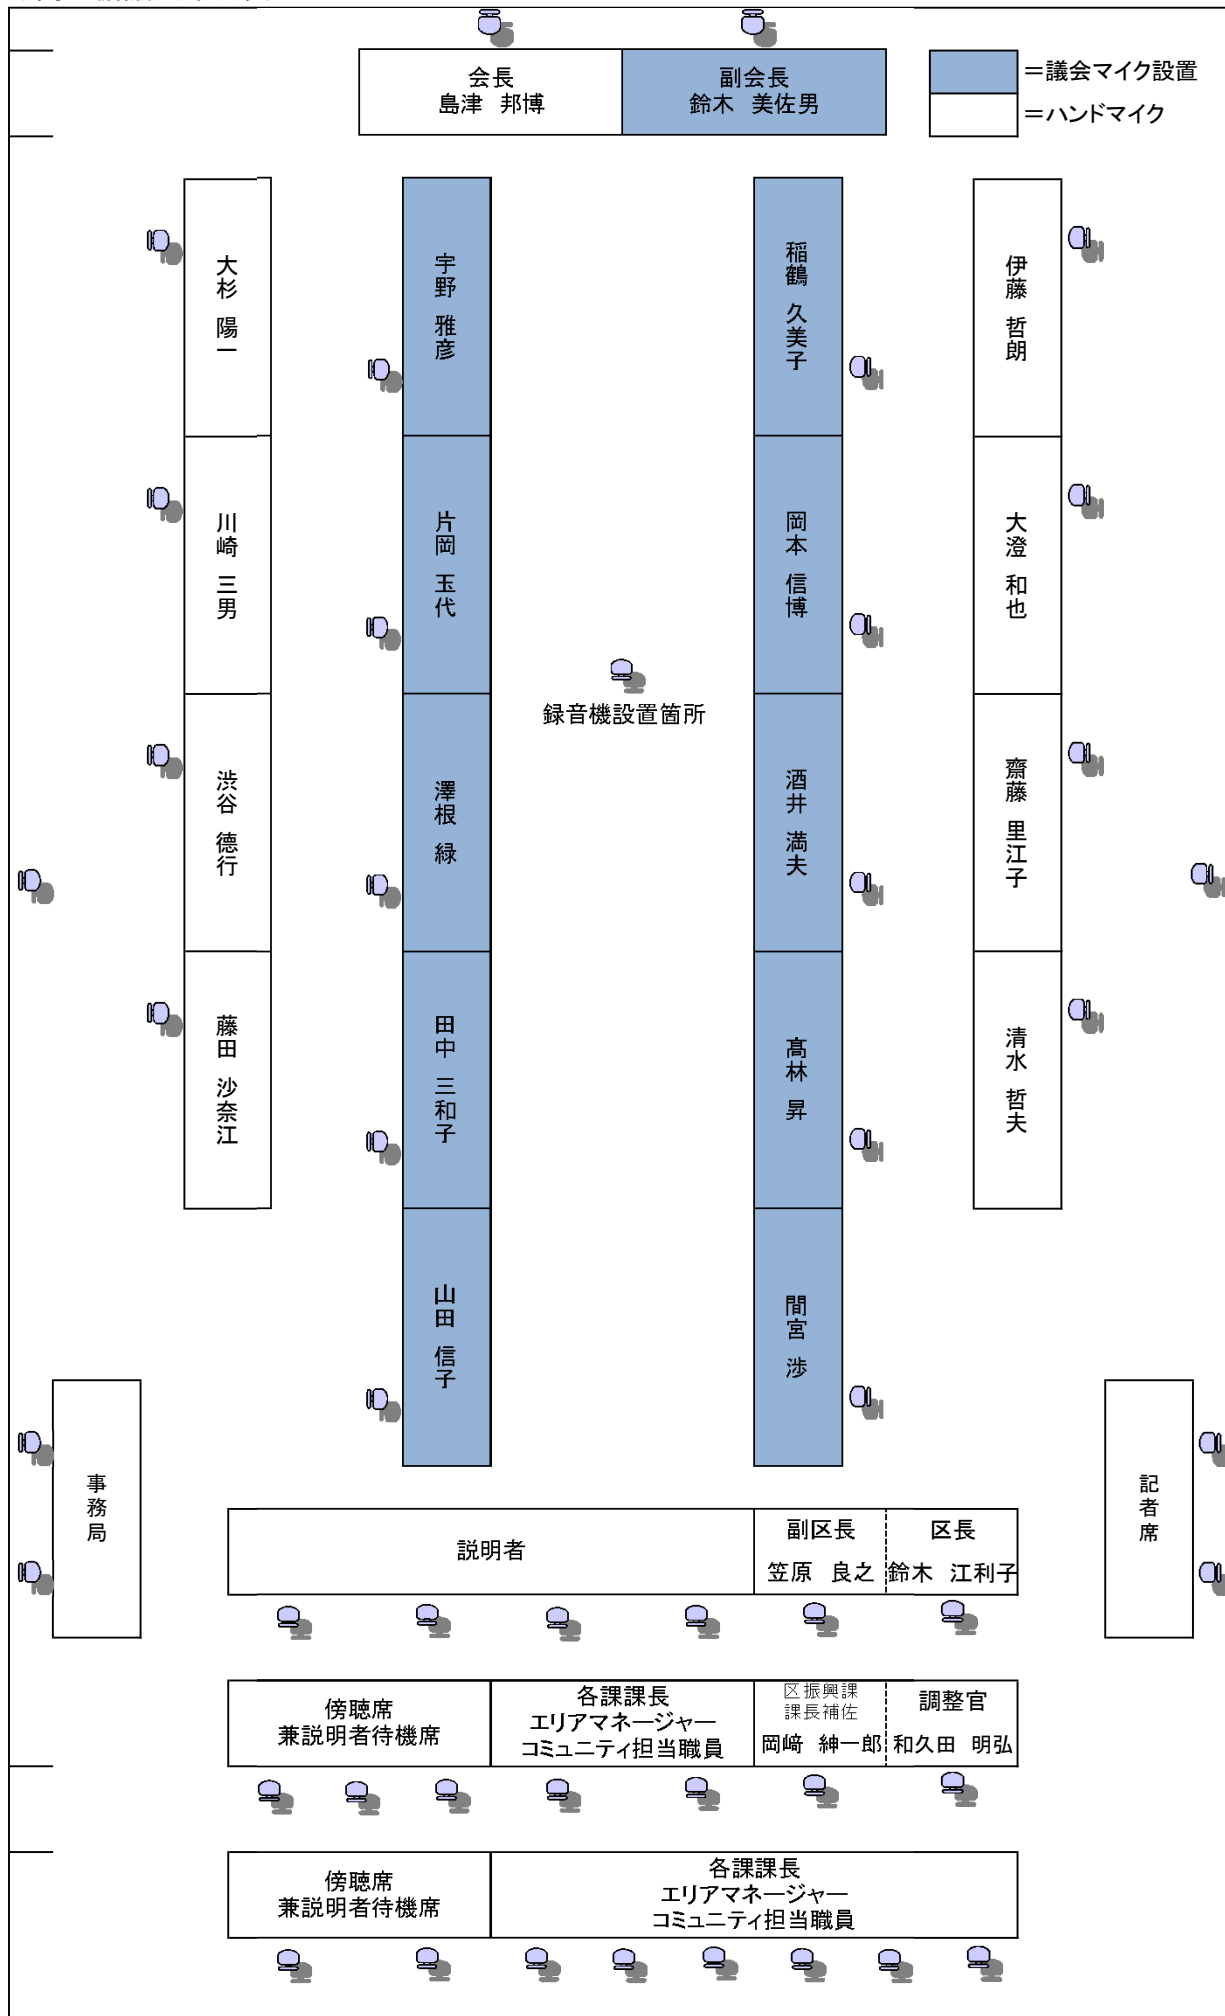 会長
島津 邦博
副会長
鈴木 美佐男
＝議会マイク設置
＝ハンドマイク
大杉 陽一
宇野 雅彦
稲鶴 久美子
伊藤 哲朗
川崎 三男
片岡 玉代
岡本 信博
大澄 和也
録音機設置箇所
渋谷 德行
澤根 緑
酒井 満夫
齋藤 里江子
藤田 沙奈江
田中 三和子
髙林 昇
清水 哲夫
山田 信子
間宮 渉
事務局
記者席
説明者
副区長
笠原 良之
区長
鈴木 江利子
傍聴席
兼説明者待機席
各課課長
エリアマネージャー
コミュニティ担当職員
区振興課
課長補佐
岡﨑 紳一郎
調整官
和久田 明弘
傍聴席
兼説明者待機席
各課課長
エリアマネージャー
コミュニティ担当職員